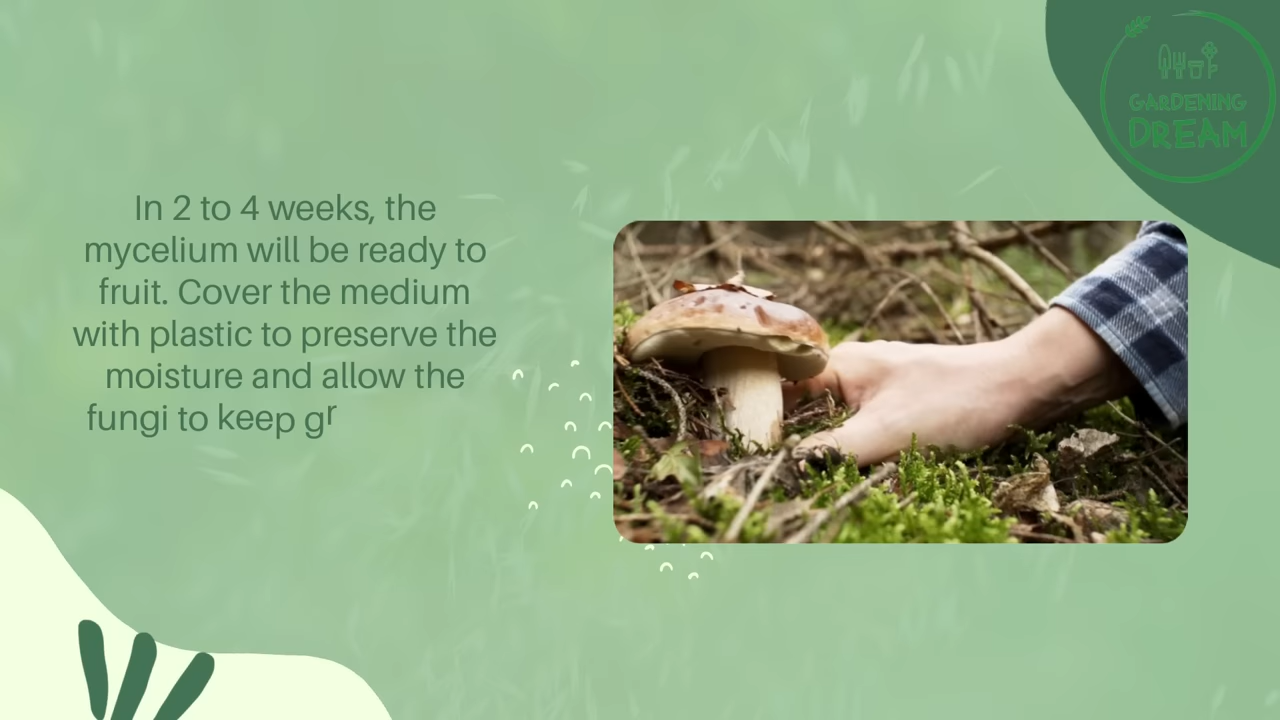 In 2 to 4 weeks, the
mycelium will be ready to
fruit. Cover the medium
with plastic to preserve the
moisture and allow the
fungi to keep gr
GARDENING
DREAM